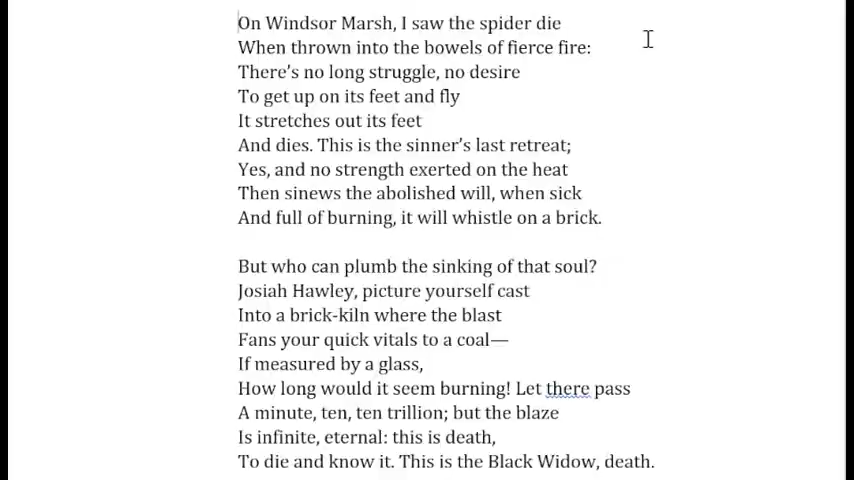 On Windsor Marsh, I saw the spider die
When thrown into the bowels of fierce fire:
There's no long struggle, no desire
To get up on its feet and fly
It stretches out its feet
And dies. This is the sinner's last retreat;
Yes, and no strength exerted on the heat
Then sinews the abolished will, when sick
And full of burning, it will whistle on a brick.

But who can plumb the sinking of that soul?
Josiah Hawley, picture yourself cast
Into a brick-kiln where the blast
Fans your quick vitals to a coal—
If measured by a glass,
How long would it seem burning! Let there pass
A minute, ten, ten trillion; but the blaze
Is infinite, eternal: this is death,
To die and know it. This is the Black Widow, death.